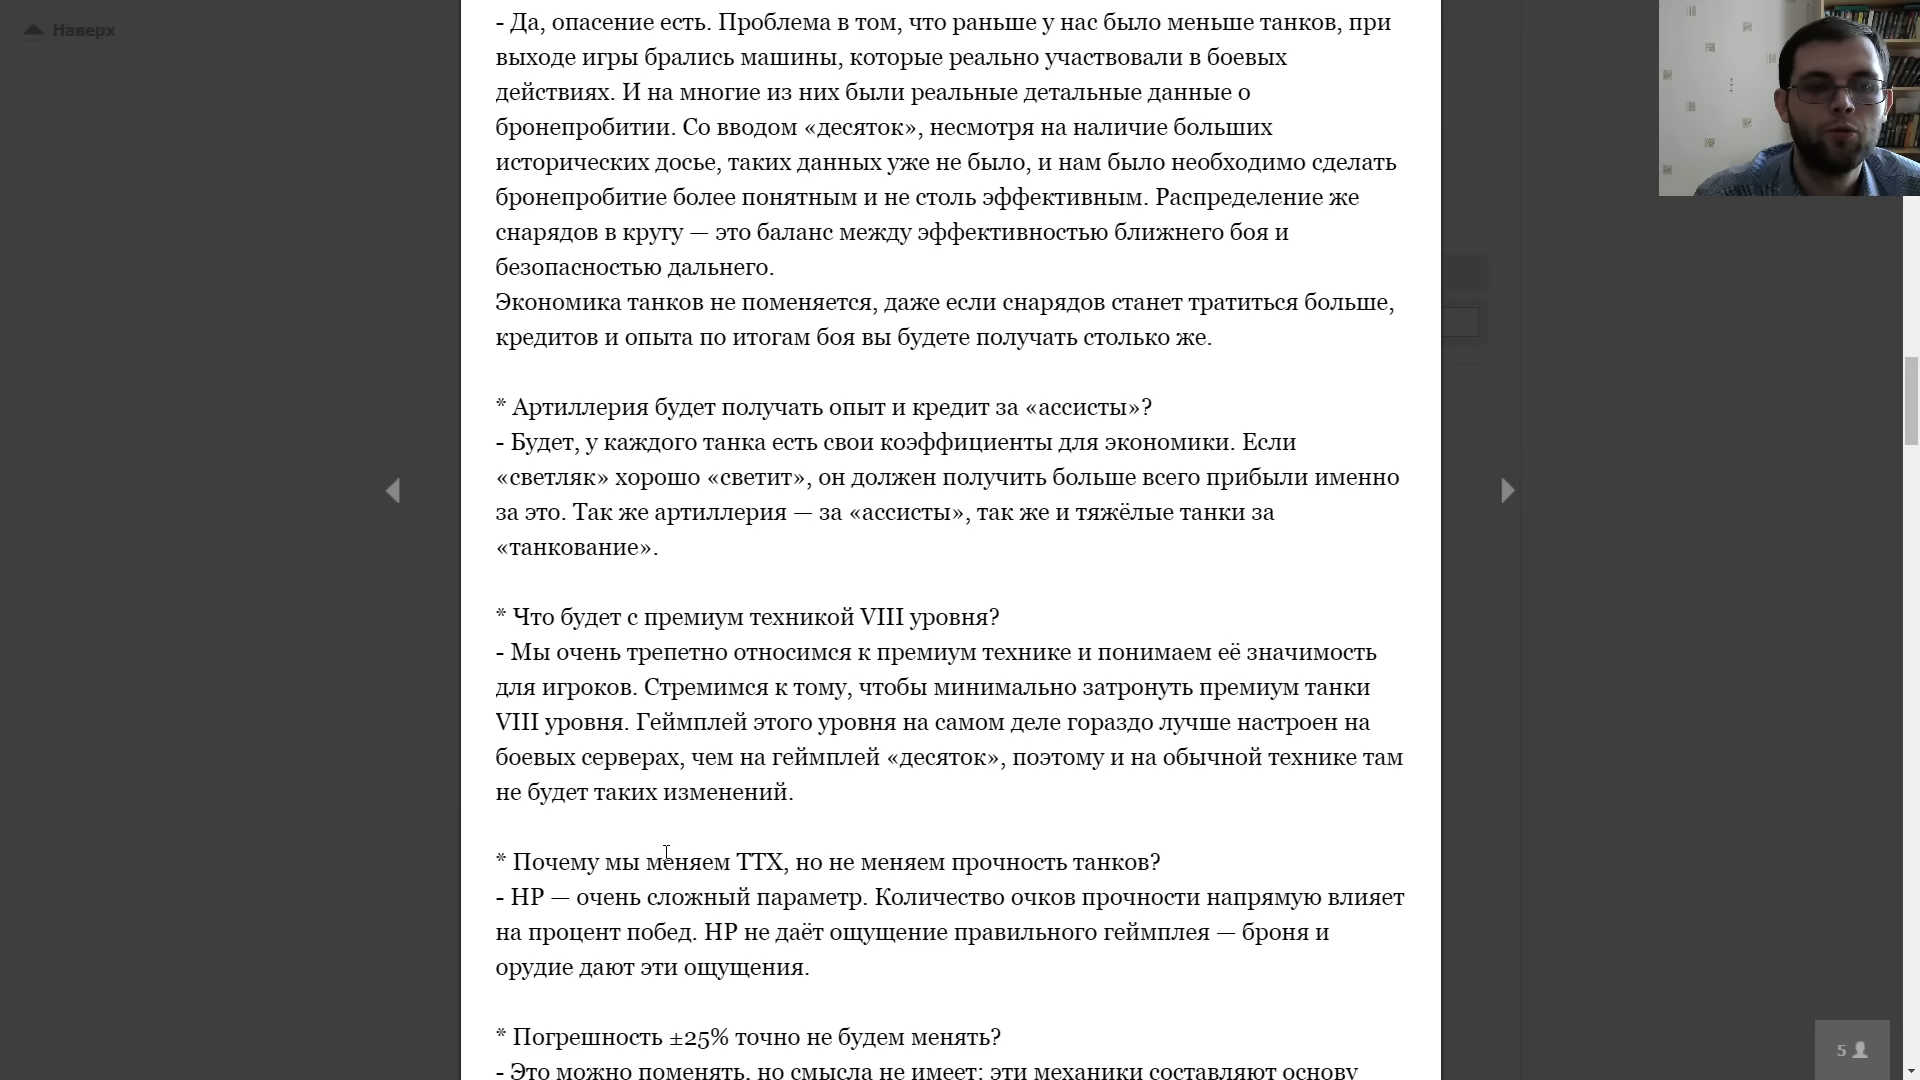 Наверх
- Да, опасение есть. Проблема в том, что раньше у нас было меньше танков, при
выходе игры брались машины, которые реально участвовали в боевых
действиях. И на многие из них были реальные детальные данные о
бронепробитии. Со вводом «десяток», несмотря на наличие больших
исторических досье, таких данных уже не было, и нам было необходимо сделать
бронепробитие более понятным и не столь эффективным. Распределение же
снарядов в кругу — это баланс между эффективностью ближнего боя и
безопасностью дальнего.
Экономика танков не поменяется, даже если снарядов станет тратиться больше,
кредитов и опыта по итогам боя вы будете получать столько же.
* Артиллерия будет получать опыт и кредит за «ассисты»?
- Будет, у каждого танка есть свои коэффициенты для экономики. Если
«светляк» хорошо «светит», он должен получить больше всего прибыли именно
за это. Так же артиллерия — за «ассисты», так же и тяжёлые танки за
«танкование».
* Что будет с премиум техникой VIII уровня?
- Мы очень трепетно относимся к премиум технике и понимаем её значимость
для игроков. Стремимся к тому, чтобы минимально затронуть премиум танки
VIII уровня. Геймплей этого уровня на самом деле гораздо лучше настроен на
боевых серверах, чем на геймплей «десяток», поэтому и на обычной технике там
не будет таких изменений.
* Почему мы меняем ТТХ, но не меняем прочность танков?
- HP — очень сложный параметр. Количество очков прочности напрямую влияет
на процент побед. HP не даёт ощущение правильного геймплея — броня и
орудие дают эти ощущения.
* Погрешность ±25% точно не будем менять?
- Это можно поменять, но смысла не имеет: эти механики составляют основу
5